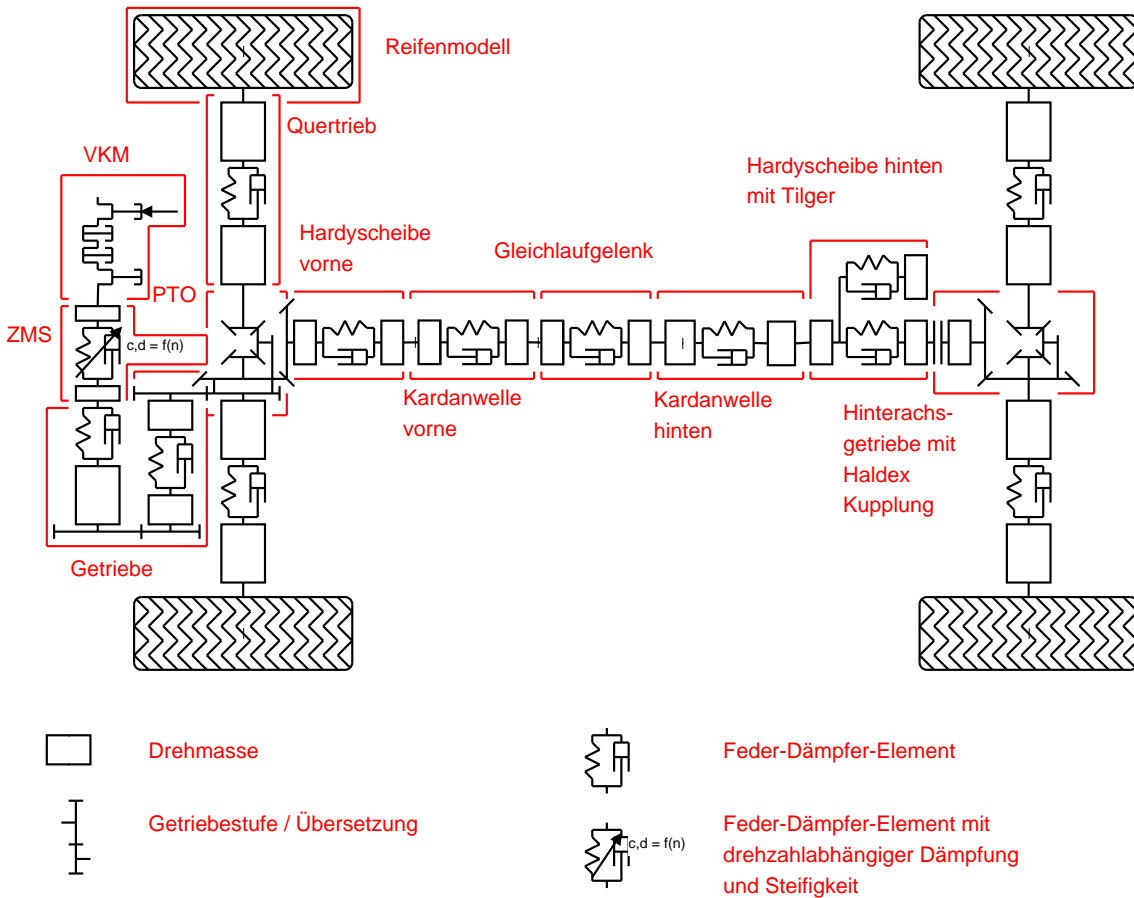 Reifenmodell
Quertrieb
VKM
Hardyscheibe hinten
mit Tilger
Hardyscheibe
vorne
Gleichlaufgelenk
PTO
ZMS
c,d = f(n)
Kardanwelle
vorne
Kardanwelle
hinten
Hinterachs-
getriebe mit
Haldex
Kupplung
Getriebe
Drehmasse
Feder-Dämpfer-Element
Getriebestufe / Übersetzung
c,d = f(n)
Feder-Dämpfer-Element mit
drehzahlabhängiger Dämpfung
und Steifigkeit